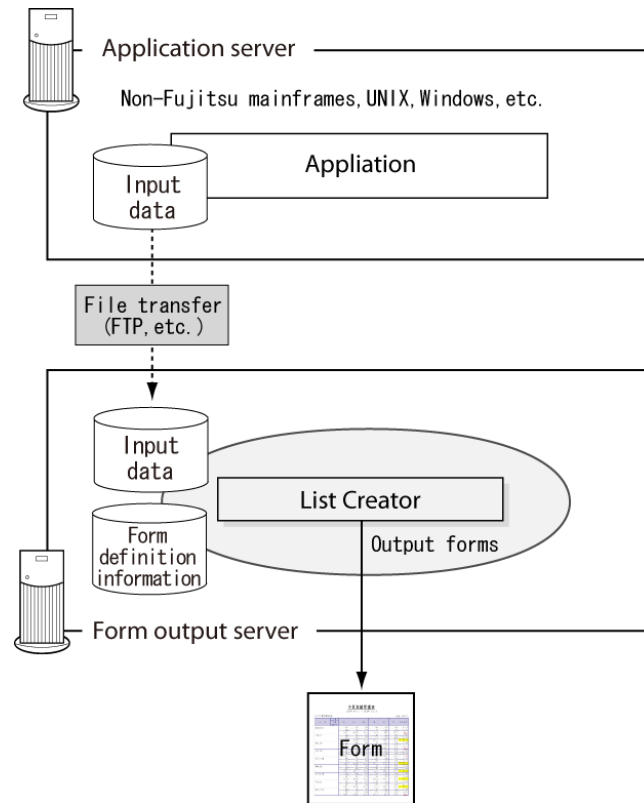 Application server
Non-Fujitsu mainframes, UNIX, Windows, etc.
Appliation
Input
data
File transfer
(FTP, etc.)
Input
data
List Creator
Form
definition
information
Output forms
Form output server
Form